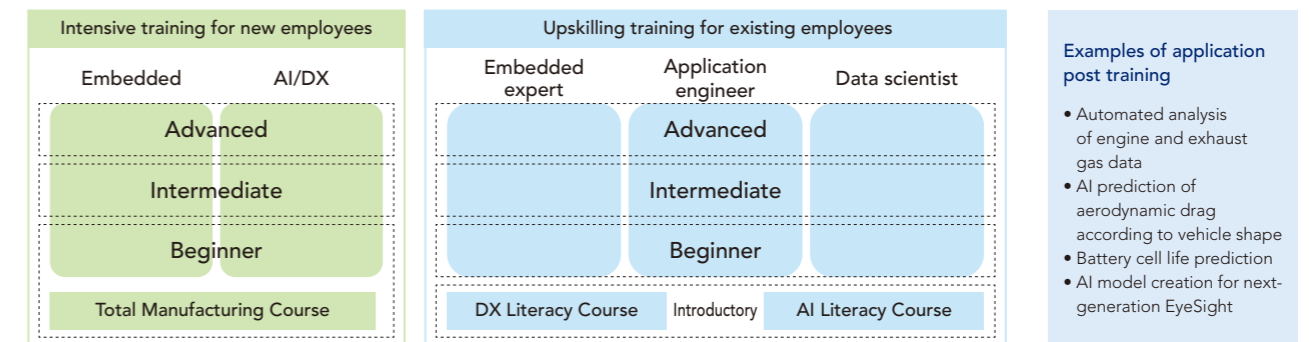 Intensive training for new employees
Embedded
AI/DX
Advanced
Intermediate
Beginner
Total Manufacturing Course
Upskilling training for existing employees
Embedded
expert
Application
engineer
Data scientist
Advanced
Intermediate
Beginner
DX Literacy Course
Introductory
AI Literacy Course
Examples of application
post training
• Automated analysis
of engine and exhaust
gas data
• AI prediction of
aerodynamic drag
according to vehicle shape
• Battery cell life prediction
• AI model creation for next-
generation EyeSight